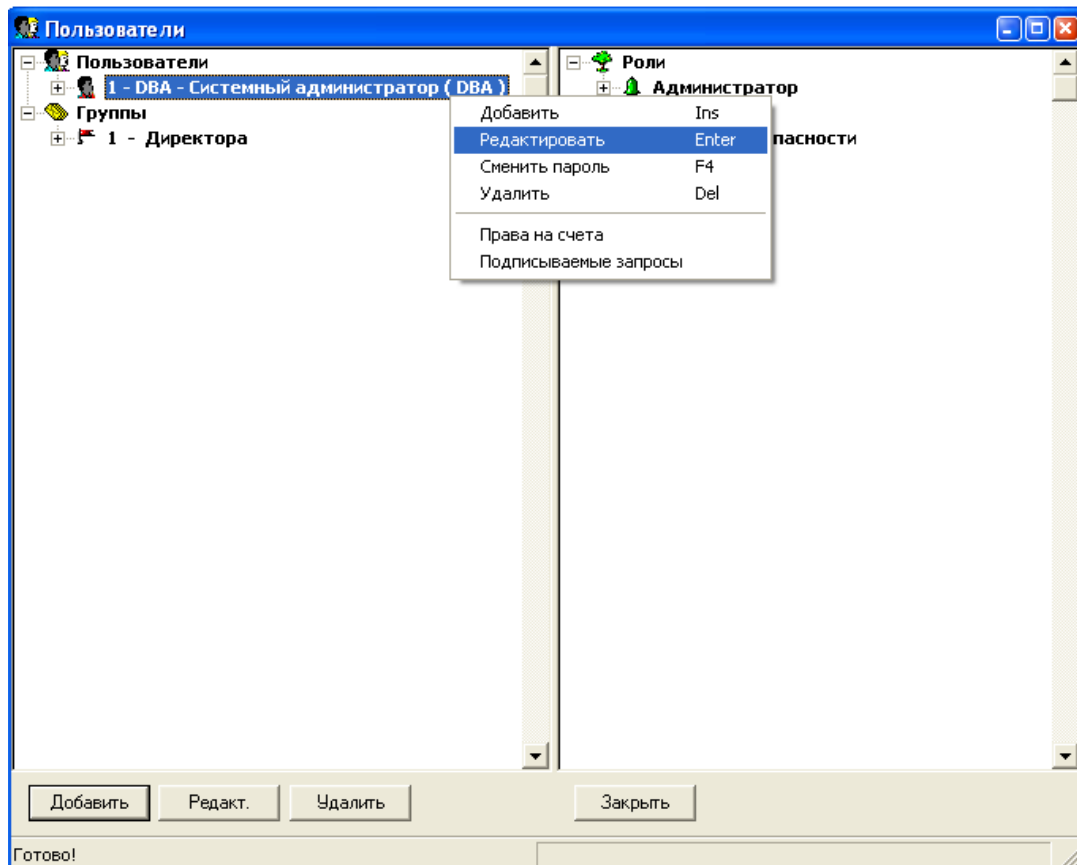 Пользователи
Пользователи
1 - DBA - Системный администратор ( DBA )
Группы
1 - Директора
Роли
Администратор
пасности
Добавить Ins
Редактировать Enter
Сменить пароль F4
Удалить Del
Права на счета
Подписываемые запросы
Добавить Редакт. Удалить Закрыть
Готово!